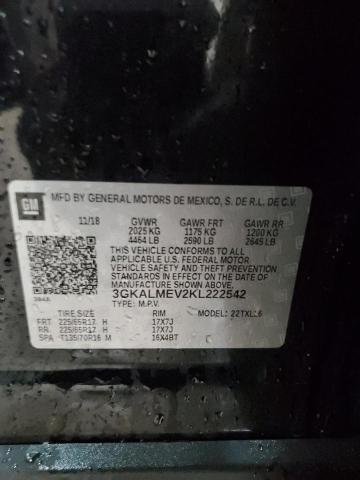 GM
MFD BY GENERAL MOTORS DE MEXICO, S. DE R.L. DE C.V.
11/18 GVWR GAWR FRT GAWR RR
2025 KG 1175 KG 1200 KG
4464 LB 2590 LB 2645 LB
THIS VEHICLE CONFORMS TO ALL
APPLICABLE U.S. FEDERAL MOTOR
VEHICLE SAFETY, BUMPER, AND THEFT PREVENTION
STANDARDS IN EFFECT ON THE DATE OF
MANUFACTURE SHOWN ABOVE.
3GKALMEV2KL222542
TYPE: M.P.V. MODEL: 22TXL26
TIRE SIZE RIM
FRT 225/65R17 H 17X7J
RR 225/65R17 H 17X7J
SPA T135/70R16 M 16X4BT